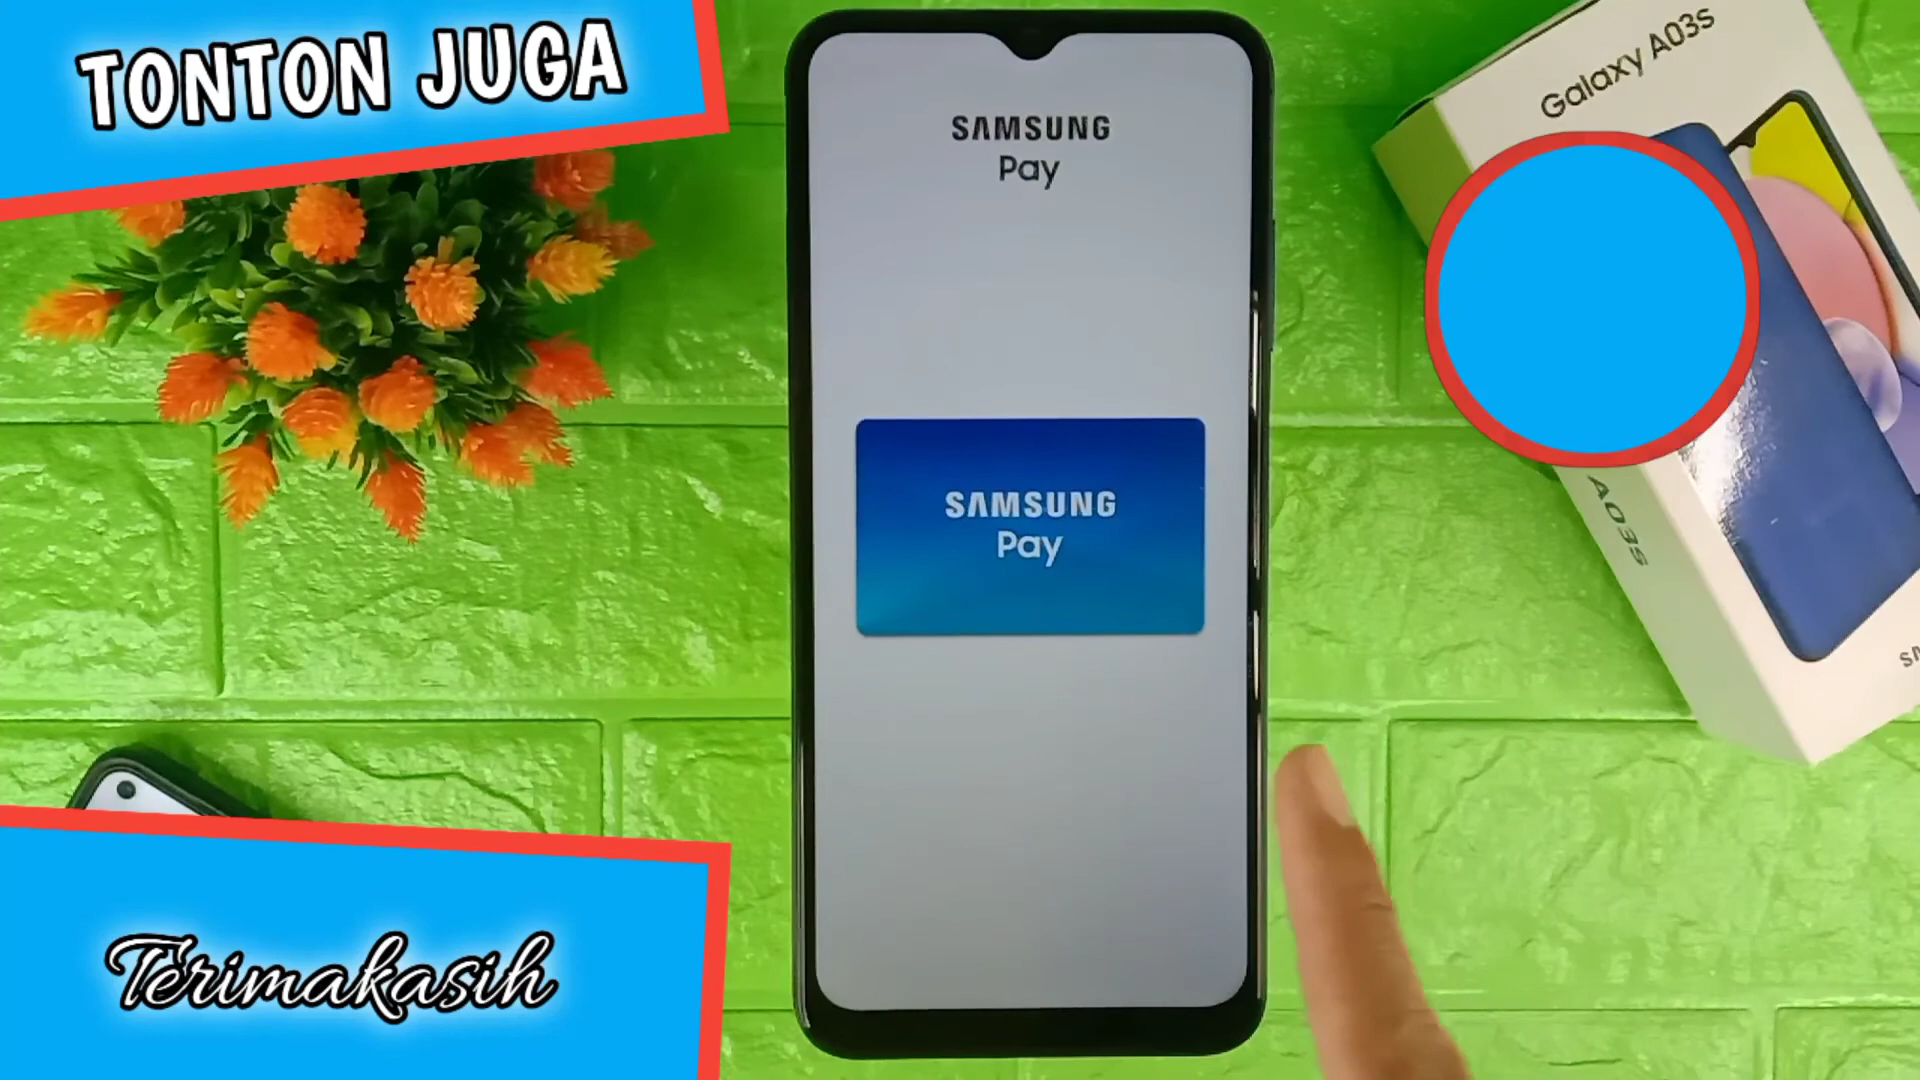 TONTON JUGA
SAMSUNG
Pay
SAMSUNG
Pay
Galaxy A03s
A03s
Terimakasih